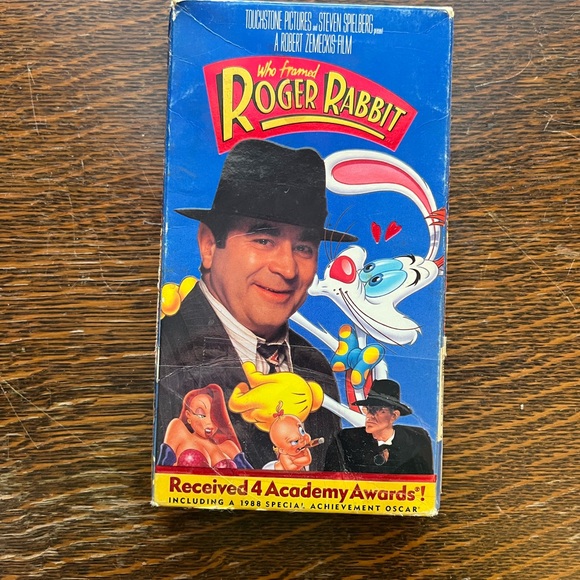 TOUCHSTONE PICTURES and STEVEN SPIELBERG present
A ROBERT ZEMECKIS FILM
Who Framed
ROGER RABBIT
Received 4 Academy Awards®!
INCLUDING A 1988 SPECIAL ACHIEVEMENT OSCAR®